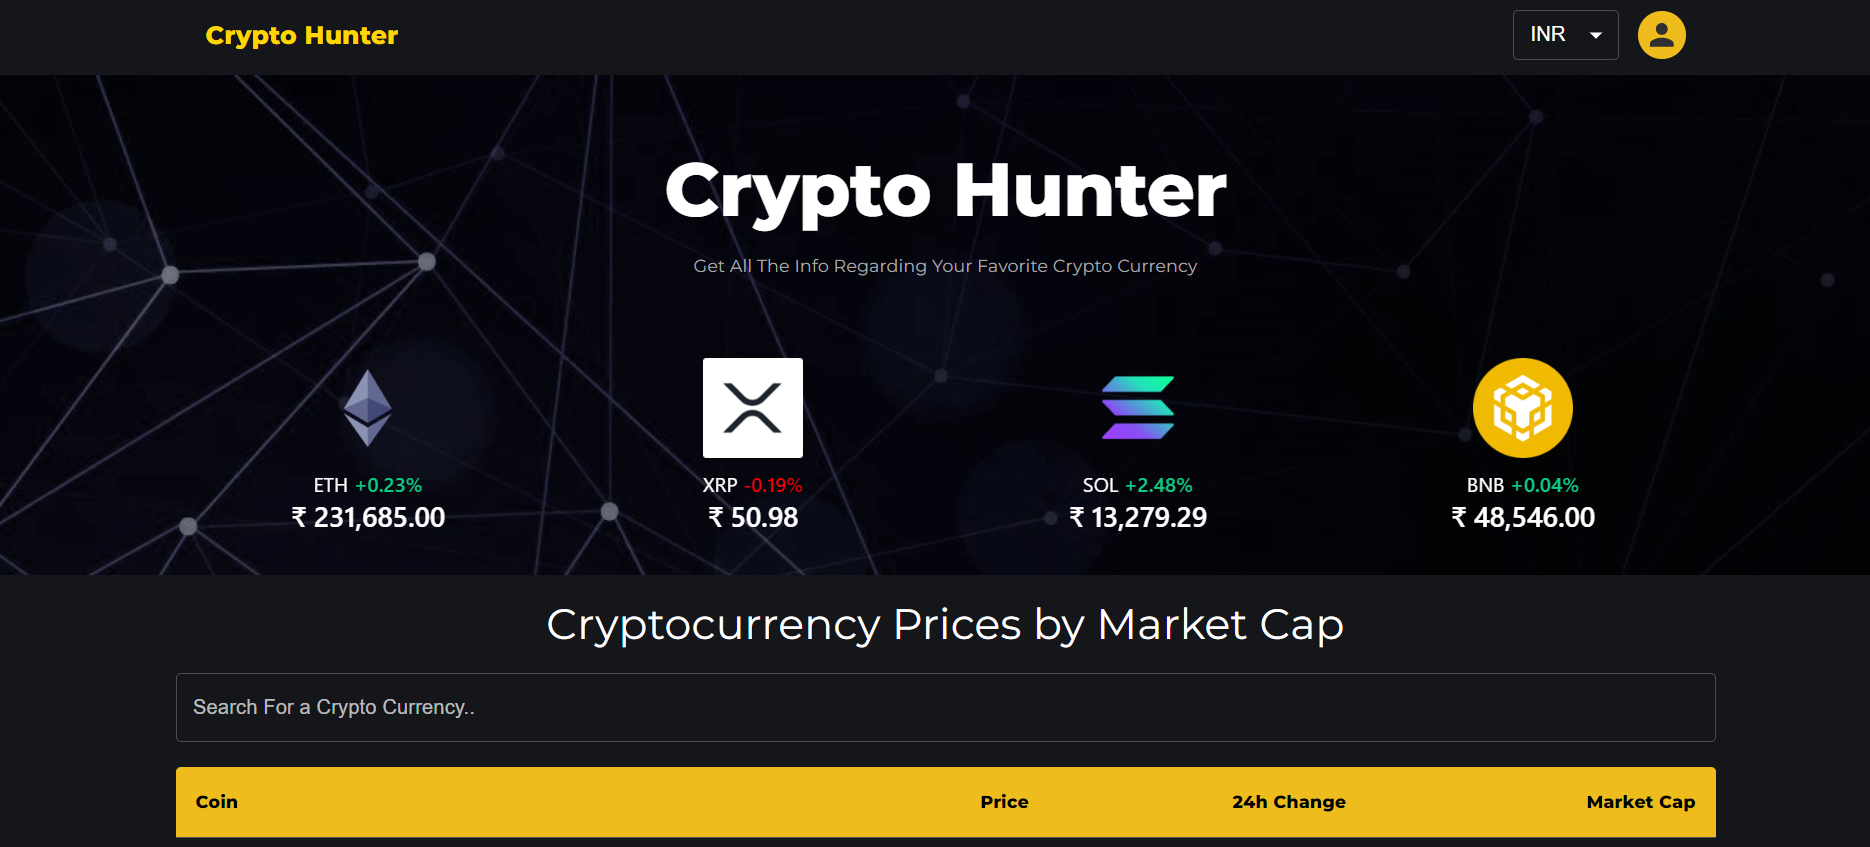 Crypto Hunter
INR
Crypto Hunter
Get All The Info Regarding Your Favorite Crypto Currency
ETH +0.23%
₹ 231,685.00
XRP -0.19%
₹ 50.98
SOL +2.48%
₹ 13,279.29
BNB +0.04%
₹ 48,546.00
Cryptocurrency Prices by Market Cap
Search For a Crypto Currency..
Coin Price 24h Change Market Cap